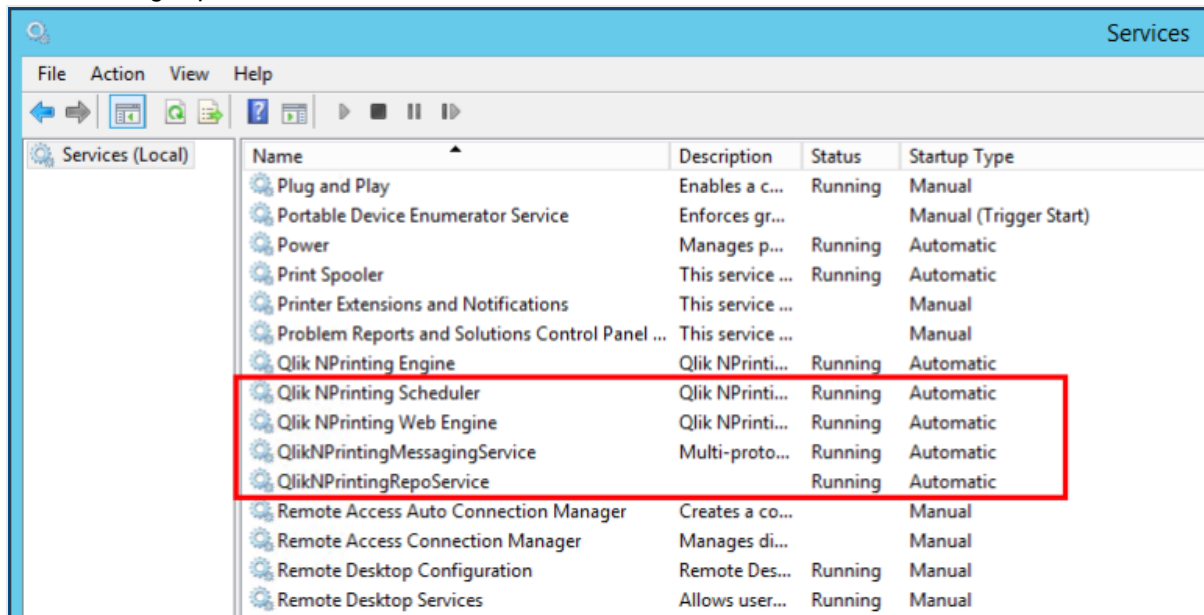 Services
File Action View Help
Services (Local)
Name Description Status Startup Type
Plug and Play Enables a c... Running Manual
Portable Device Enumerator Service Enforces gr... Manual (Trigger Start)
Power Manages p... Running Automatic
Print Spooler This service ... Running Automatic
Printer Extensions and Notifications This service ... Manual
Problem Reports and Solutions Control Panel ... This service ... Manual
Qlik NPrinting Engine Qlik NPrinti... Running Automatic
Qlik NPrinting Scheduler Qlik NPrinti... Running Automatic
Qlik NPrinting Web Engine Qlik NPrinti... Running Automatic
QlikNPrintingMessagingService Multi-proto... Running Automatic
QlikNPrintingRepoService Running Automatic
Remote Access Auto Connection Manager Creates a co... Manual
Remote Access Connection Manager Manages di... Manual
Remote Desktop Configuration Remote Des... Running Manual
Remote Desktop Services Allows user... Running Manual